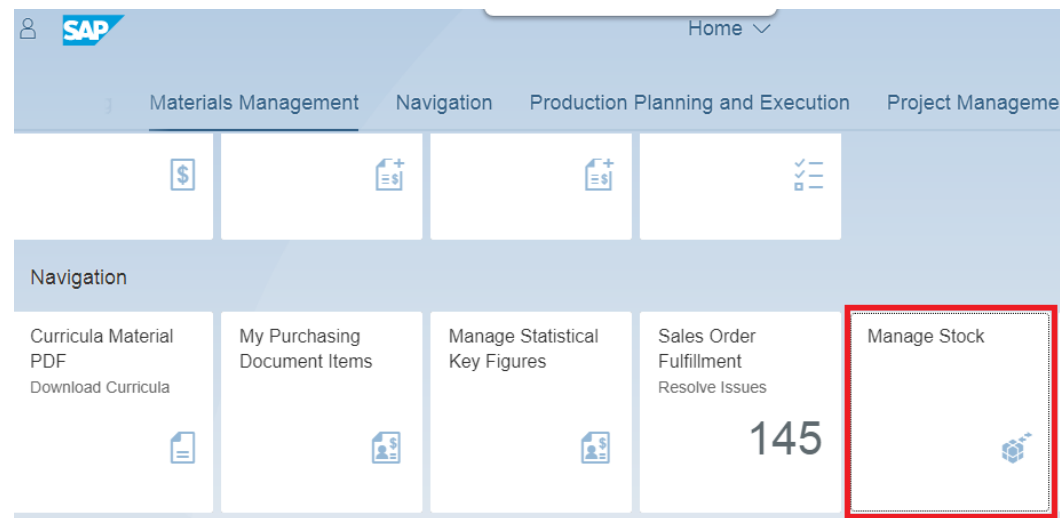 SAP
Home
Materials Management Navigation Production Planning and Execution Project Manageme
Navigation
Curricula Material
PDF
Download Curricula
My Purchasing
Document Items
Manage Statistical
Key Figures
Sales Order
Fulfillment
Resolve Issues
145
Manage Stock